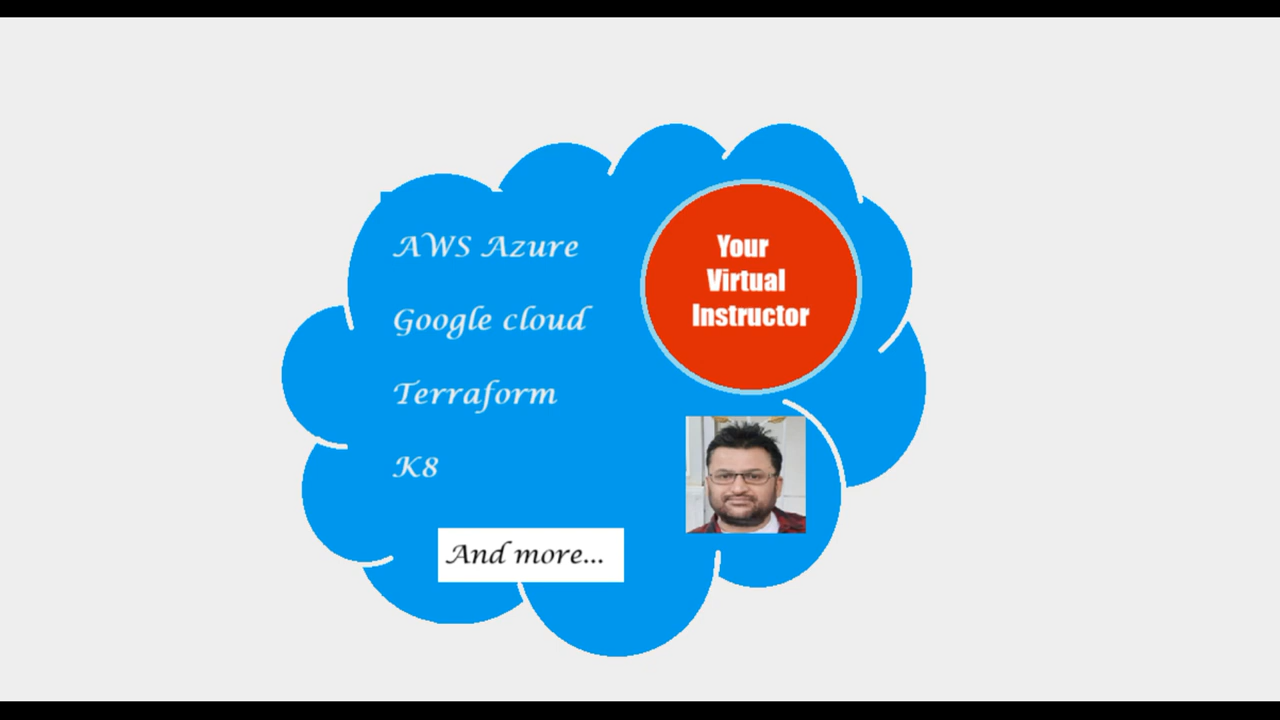 AWS Azure
Google cloud
Terraform
K8
And more...
Your
Virtual
Instructor